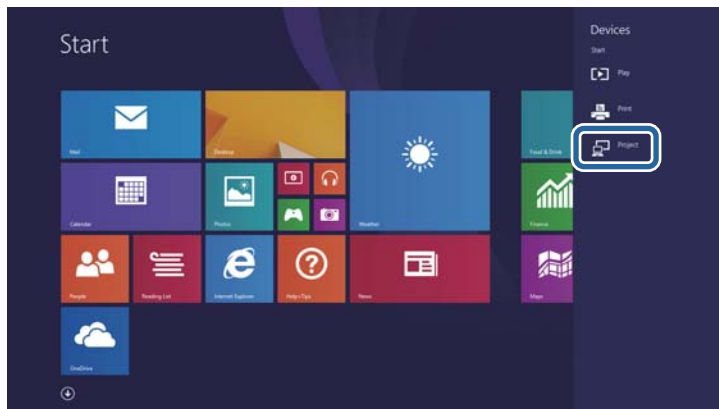 Start
Devices
Start
Play
Print
Project
Mail
Desktop
Food & Drink
Calendar
Photos
Weather
Finance
People
Reading List
Internet Explorer
Help+Tips
News
Maps
OneDrive